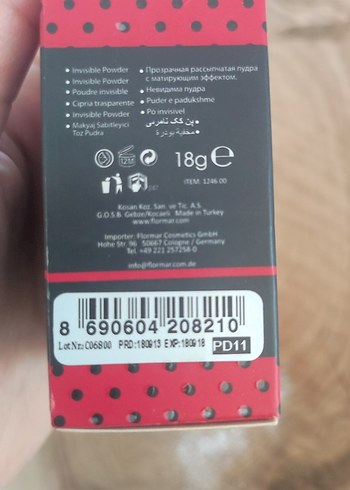 • Invisible Powder
• Invisible Powder
• Poudre invisible
• Cipria trasparente
• Invisible Powder
• Makyaj Sabitleyici
Toz Pudra
• Прозрачная рассыпчатая пудра
с матирующим эффектом.
• Невидима пудра
• Puder e padukshme
• Pó invisível
18g ℮
ITEM: 1246-00
Kosan Koz. San. ve Tic. A.S.
G.O.S.B. Gebze/Kocaeli Made in Turkey
www.flormar.com
Importer: Flormar Cosmetics GmbH
Hohe Str 96 50667 Cologne / Germany
Tel. +49 221 257258-0
info@flormar.com.de
8 690604 208210
Lot Nr.: C06800 PRD:180913 EXP:180918 PD11